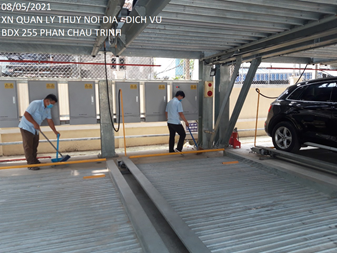 08/05/2021
XN QUAN LY THUY NOI DIA - DICH VU
BDX 255 PHAN CHAU TRINH